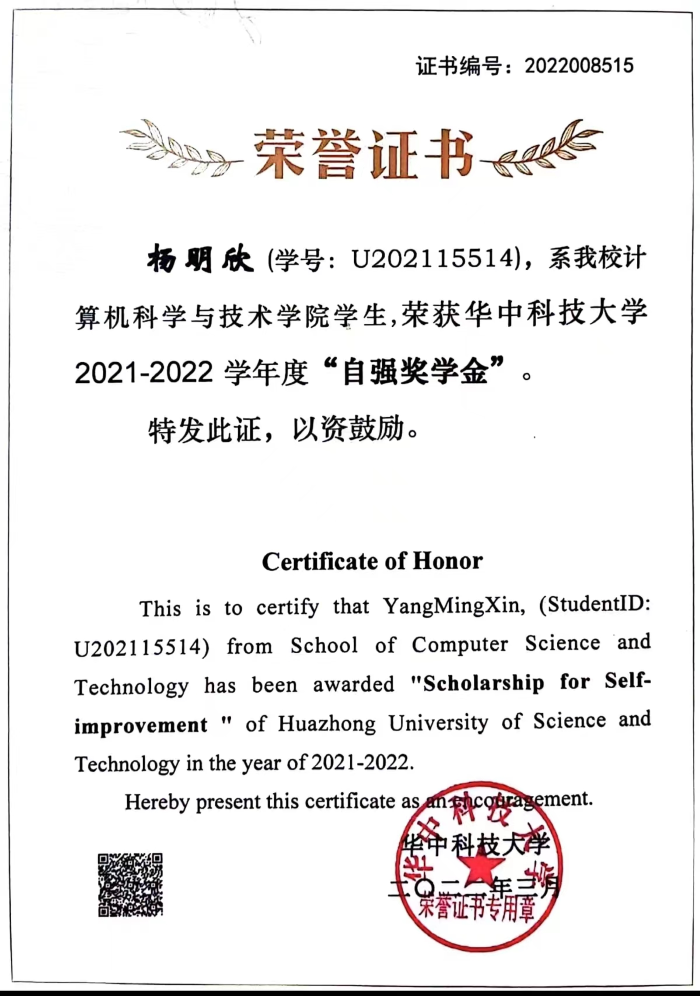 证书编号：2022008515
荣誉证书
杨明欣（学号：U202115514），系我校计
算机科学与技术学院学生,荣获华中科技大学
2021-2022 学年度“自强奖学金”。
特发此证，以资鼓励。
Certificate of Honor
This is to certify that YangMingXin, (StudentID:
U202115514) from School of Computer Science and
Technology has been awarded "Scholarship for Self-
improvement " of Huazhong University of Science and
Technology in the year of 2021-2022.
Hereby present this certificate as an encouragement.
华中科技大学
二〇二二年三月
华中科技大学
荣誉证书专用章